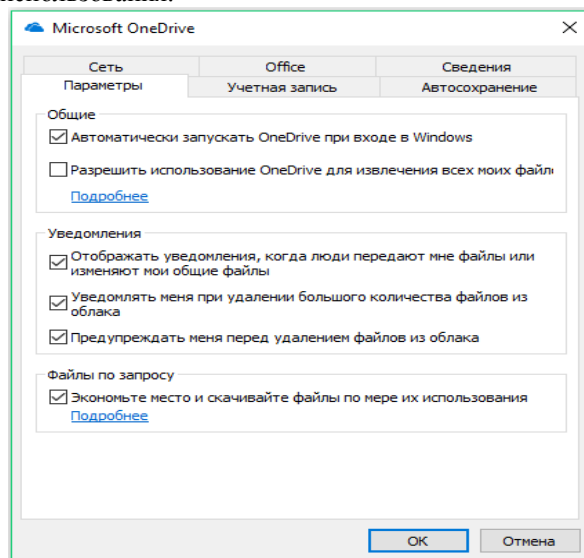 использования.
Microsoft OneDrive
Сеть Office Сведения
Параметры Учетная запись Автосохранение
Общие
Автоматически запускать OneDrive при входе в Windows
Разрешить использование OneDrive для извлечения всех моих
Подробнее
Уведомления
Отображать уведомления, когда люди передают мне файлы или
изменяют мои общие файлы
Уведомлять меня при удалении большого количества файлов из
облака
Предупреждать меня перед удалением файлов из облака
Файлы по запросу
Экономьте место и скачивайте файлы по мере их использования
Подробнее
ОК Отмена